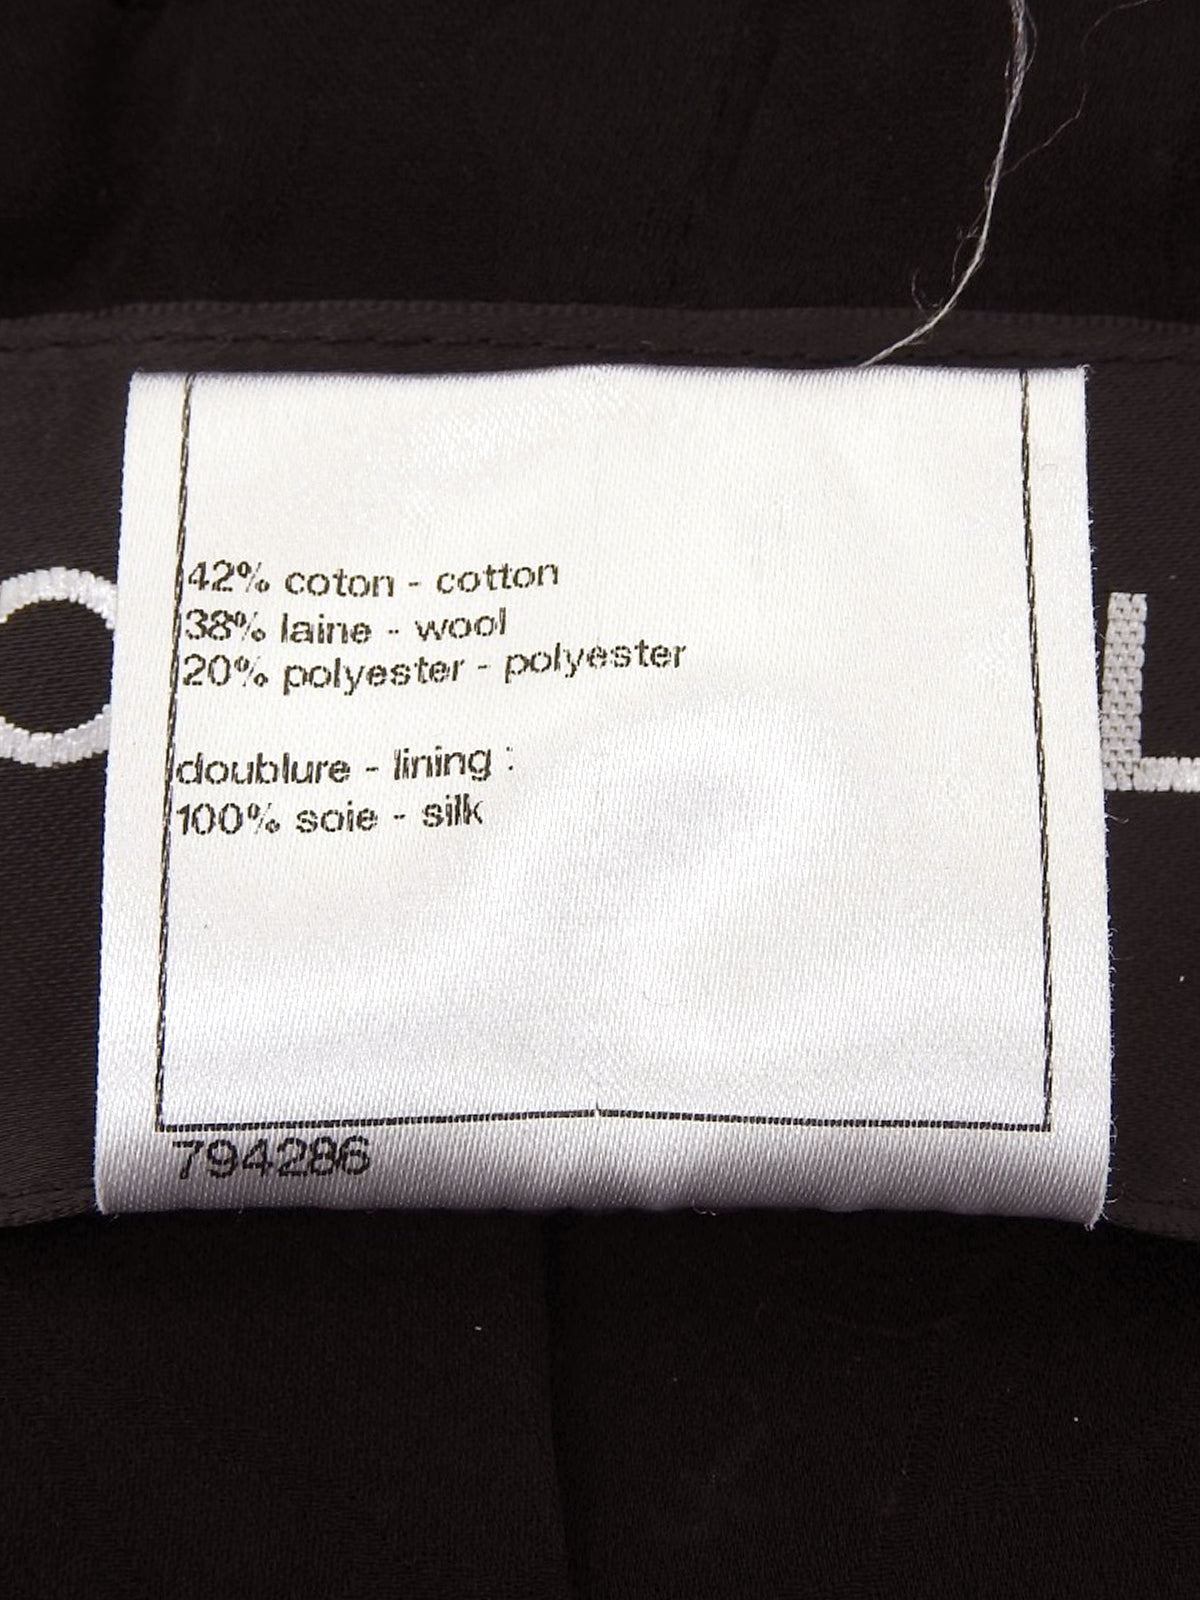 42% coton - cotton
38% laine - wool
20% polyester - polyester
doublure - lining :
100% soie - silk
O L
794286